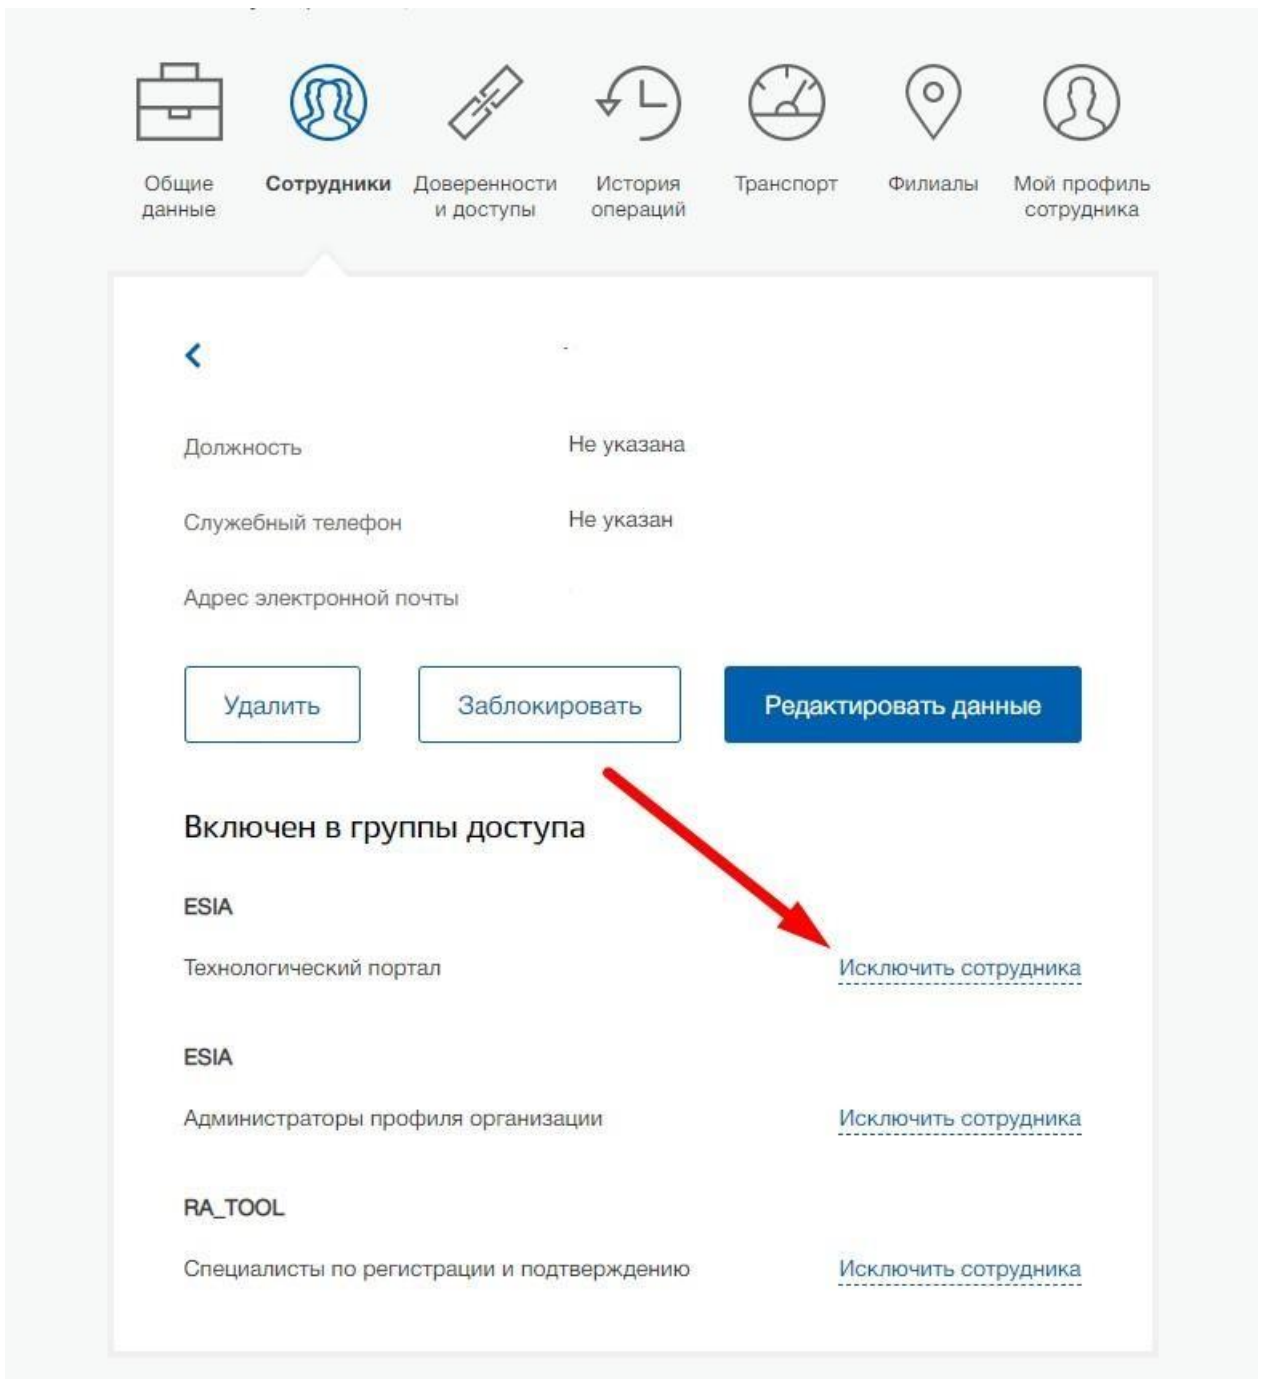 Общие данные
Сотрудники
Доверенности и доступы
История операций
Транспорт
Филиалы
Мой профиль сотрудника
Должность
Не указана
Служебный телефон
Не указан
Адрес электронной почты
Удалить
Заблокировать
Редактировать данные
Включен в группы доступа
ESIA
Технологический портал
Исключить сотрудника
ESIA
Администраторы профиля организации
Исключить сотрудника
RA_TOOL
Специалисты по регистрации и подтверждению
Исключить сотрудника